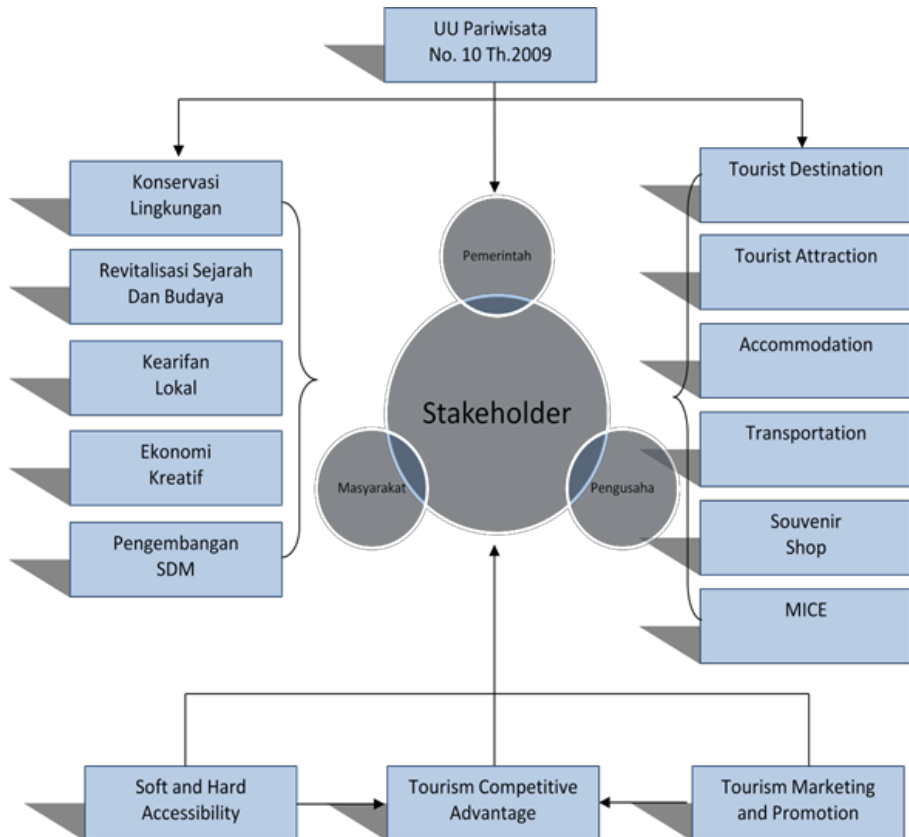 UU Pariwisata
No. 10 Th.2009
Konservasi
Lingkungan
Revitalisasi Sejarah
Dan Budaya
Kearifan
Lokal
Ekonomi
Kreatif
Pengembangan
SDM
Pemerintah
Stakeholder
Masyarakat
Pengusaha
Tourist Destination
Tourist Attraction
Accommodation
Transportation
Souvenir
Shop
MICE
Soft and Hard
Accessibility
Tourism Competitive
Advantage
Tourism Marketing
and Promotion